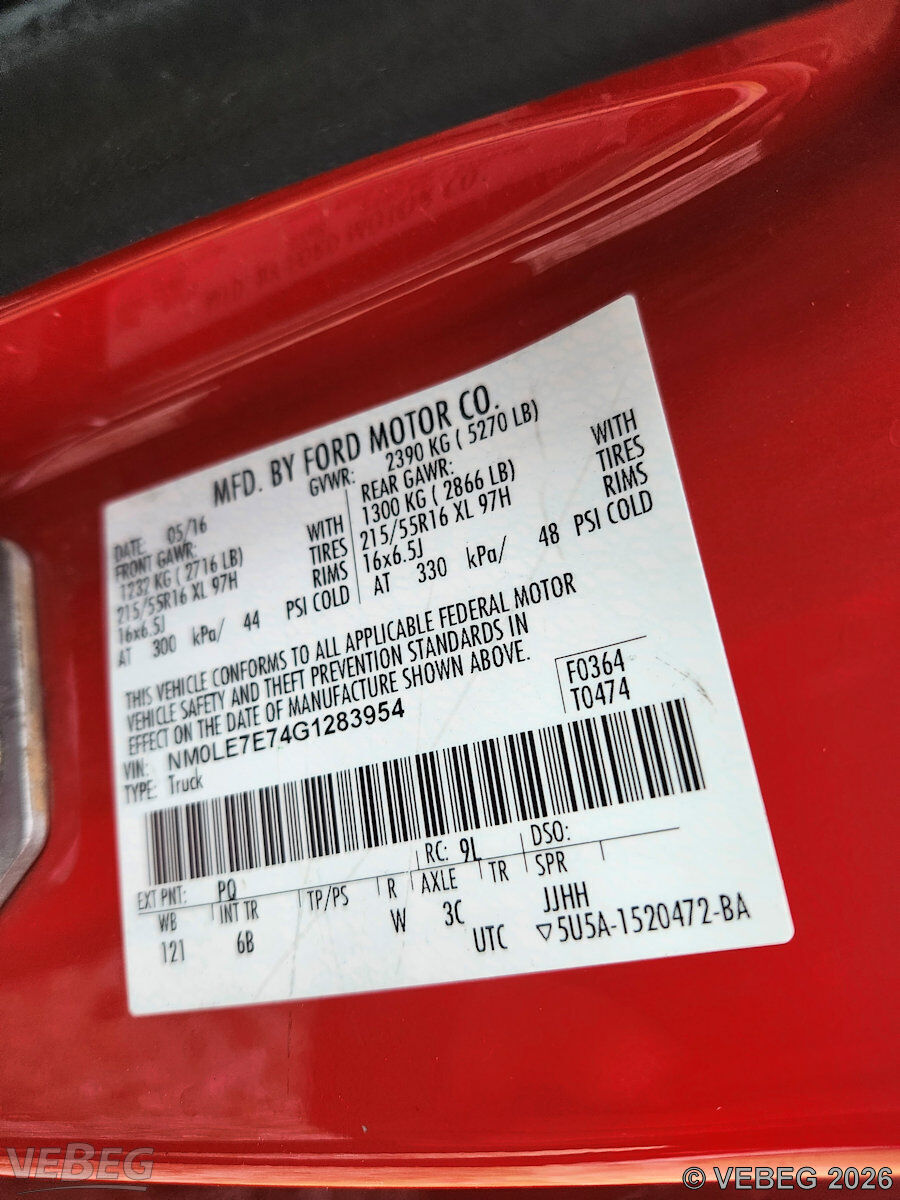 MFD. BY FORD MOTOR CO.
DATE: 05/16 GVWR: 2390 KG ( 5270 LB)
FRONT GAWR: REAR GAWR:
1232 KG ( 2716 LB) WITH 1300 KG ( 2866 LB) WITH
215/55R16 XL 97H TIRES 215/55R16 XL 97H TIRES
16x6.5J RIMS 16x6.5J RIMS
AT 300 kPa/ 44 PSI COLD AT 330 kPa/ 48 PSI COLD
THIS VEHICLE CONFORMS TO ALL APPLICABLE FEDERAL MOTOR
VEHICLE SAFETY AND THEFT PREVENTION STANDARDS IN
EFFECT ON THE DATE OF MANUFACTURE SHOWN ABOVE.
F0364
T0474
VIN: NM0LE7E74G1283954
TYPE: Truck
EXT PNT: PQ RC: 9L DSO:
WB INT TR TP/PS R AXLE TR SPR
121 6B W 3C JJHH
UTC ▽5U5A-1520472-BA
VEBEG
© VEBEG 2026